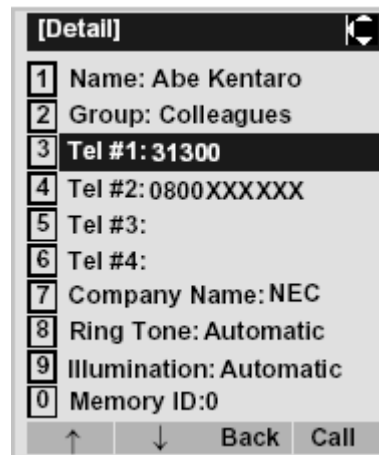 [Detail]
1 Name: Abe Kentaro
2 Group: Colleagues
3 Tel #1: 31300
4 Tel #2: 0800XXXXXX
5 Tel #3:
6 Tel #4:
7 Company Name: NEC
8 Ring Tone: Automatic
9 Illumination: Automatic
0 Memory ID:0
↑ ↓ Back Call